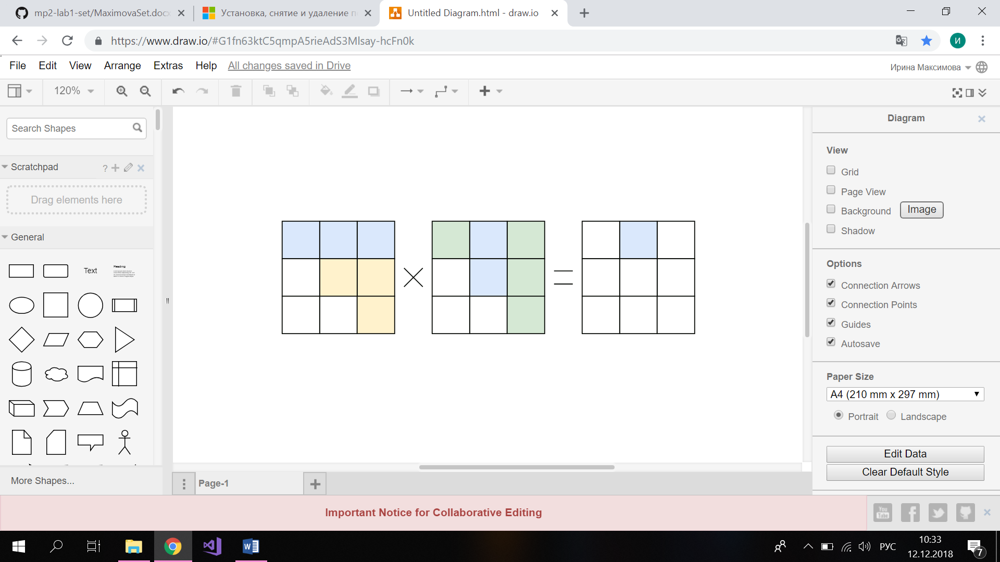 mp2-lab1-set/MaximovaSet.docx
Установка, снятие и удаление п
Untitled Diagram.html - draw.io
https://www.draw.io/#G1fn63ktC5qmpA5rieAdS3Mlsay-hcFn0k
И
File Edit View Arrange Extras Help All changes saved in Drive
Ирина Максимова
120%
Search Shapes
Scratchpad
?
Drag elements here
General
Text
Heading
More Shapes...
Page-1
Diagram
View
Grid
Page View
Background
Image
Shadow
Options
Connection Arrows
Connection Points
Guides
Autosave
Paper Size
A4 (210 mm x 297 mm)
Portrait Landscape
Edit Data
Clear Default Style
Important Notice for Collaborative Editing
You Tube
РУС
10:33
12.12.2018
7